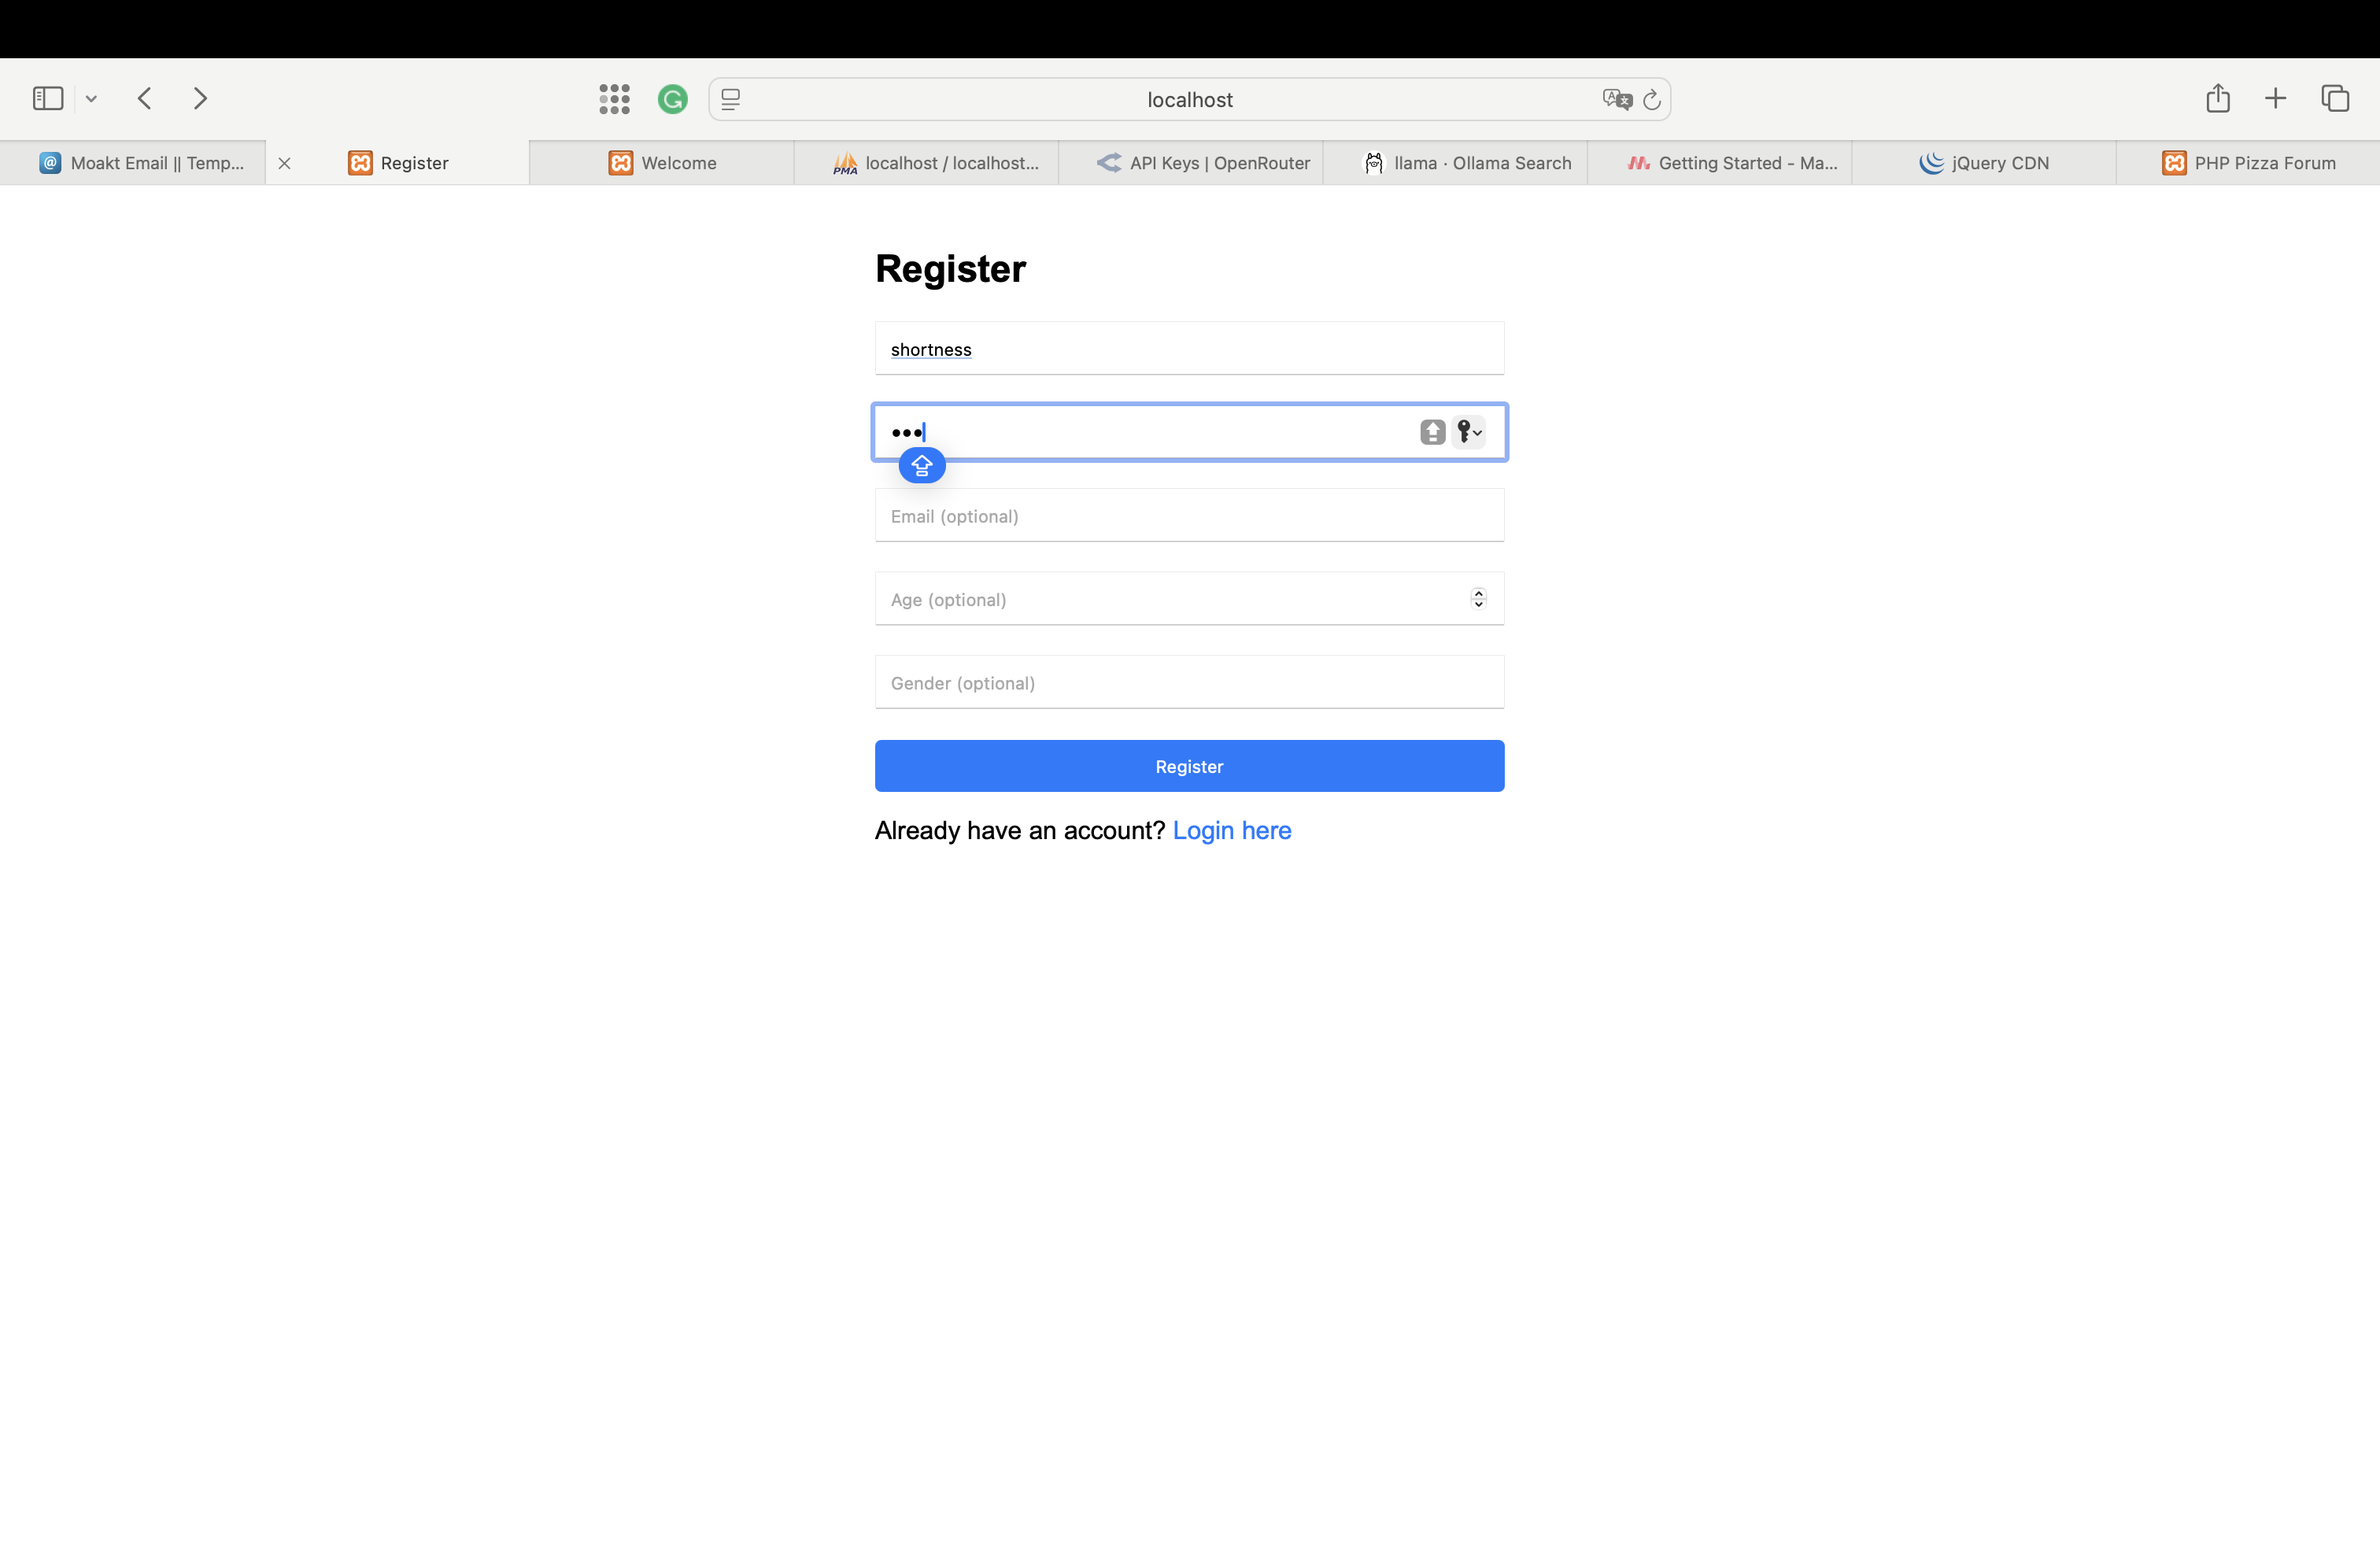 localhost
Moakt Email || Temp...
Register
Welcome
PMA
localhost / localhost...
API Keys | OpenRouter
llama · Ollama Search
Getting Started - Ma...
jQuery CDN
PHP Pizza Forum
Register
shortness
•••
Email (optional)
Age (optional)
Gender (optional)
Register
Already have an account? Login here